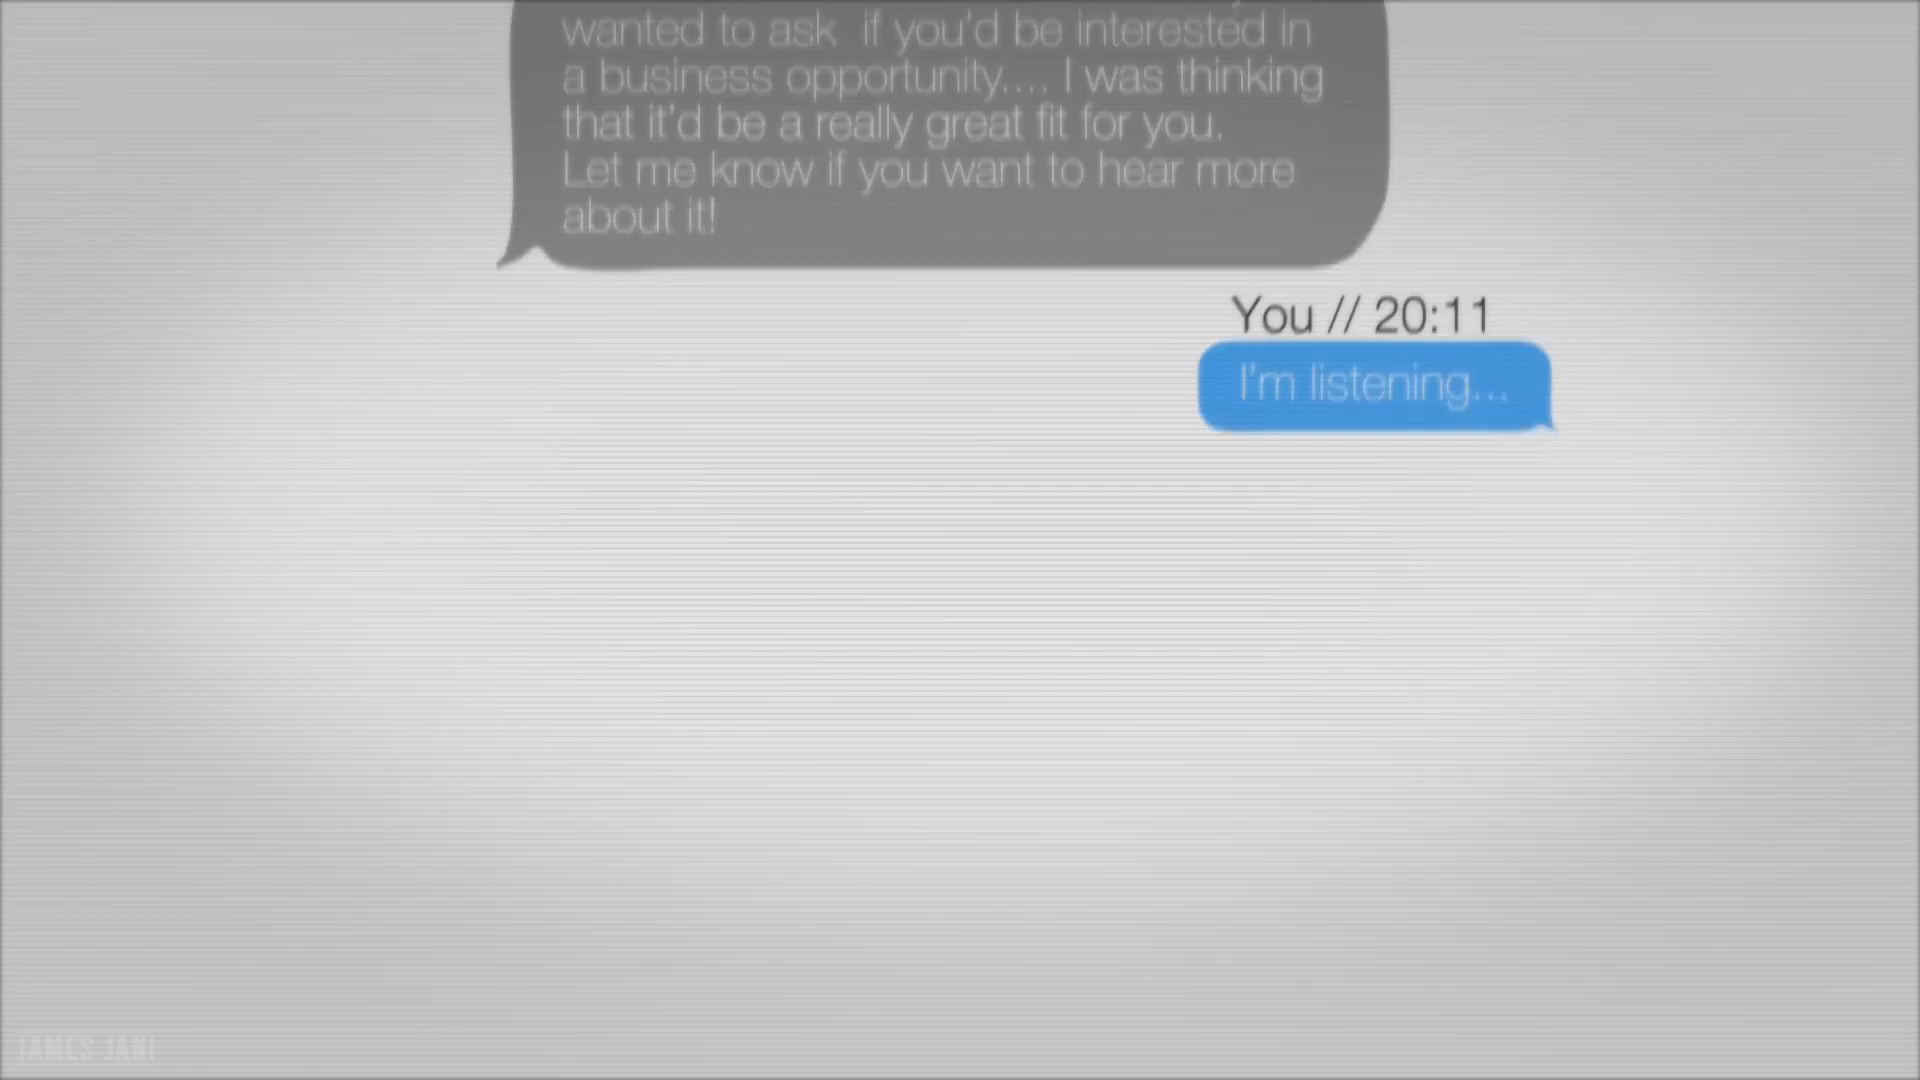 wanted to ask  if you'd be interested in
a business opportunity.... I was thinking
that it'd be a really great fit for you.
Let me know if you want to hear more
about it!
You // 20:11
I'm listening...
JAMES JANI